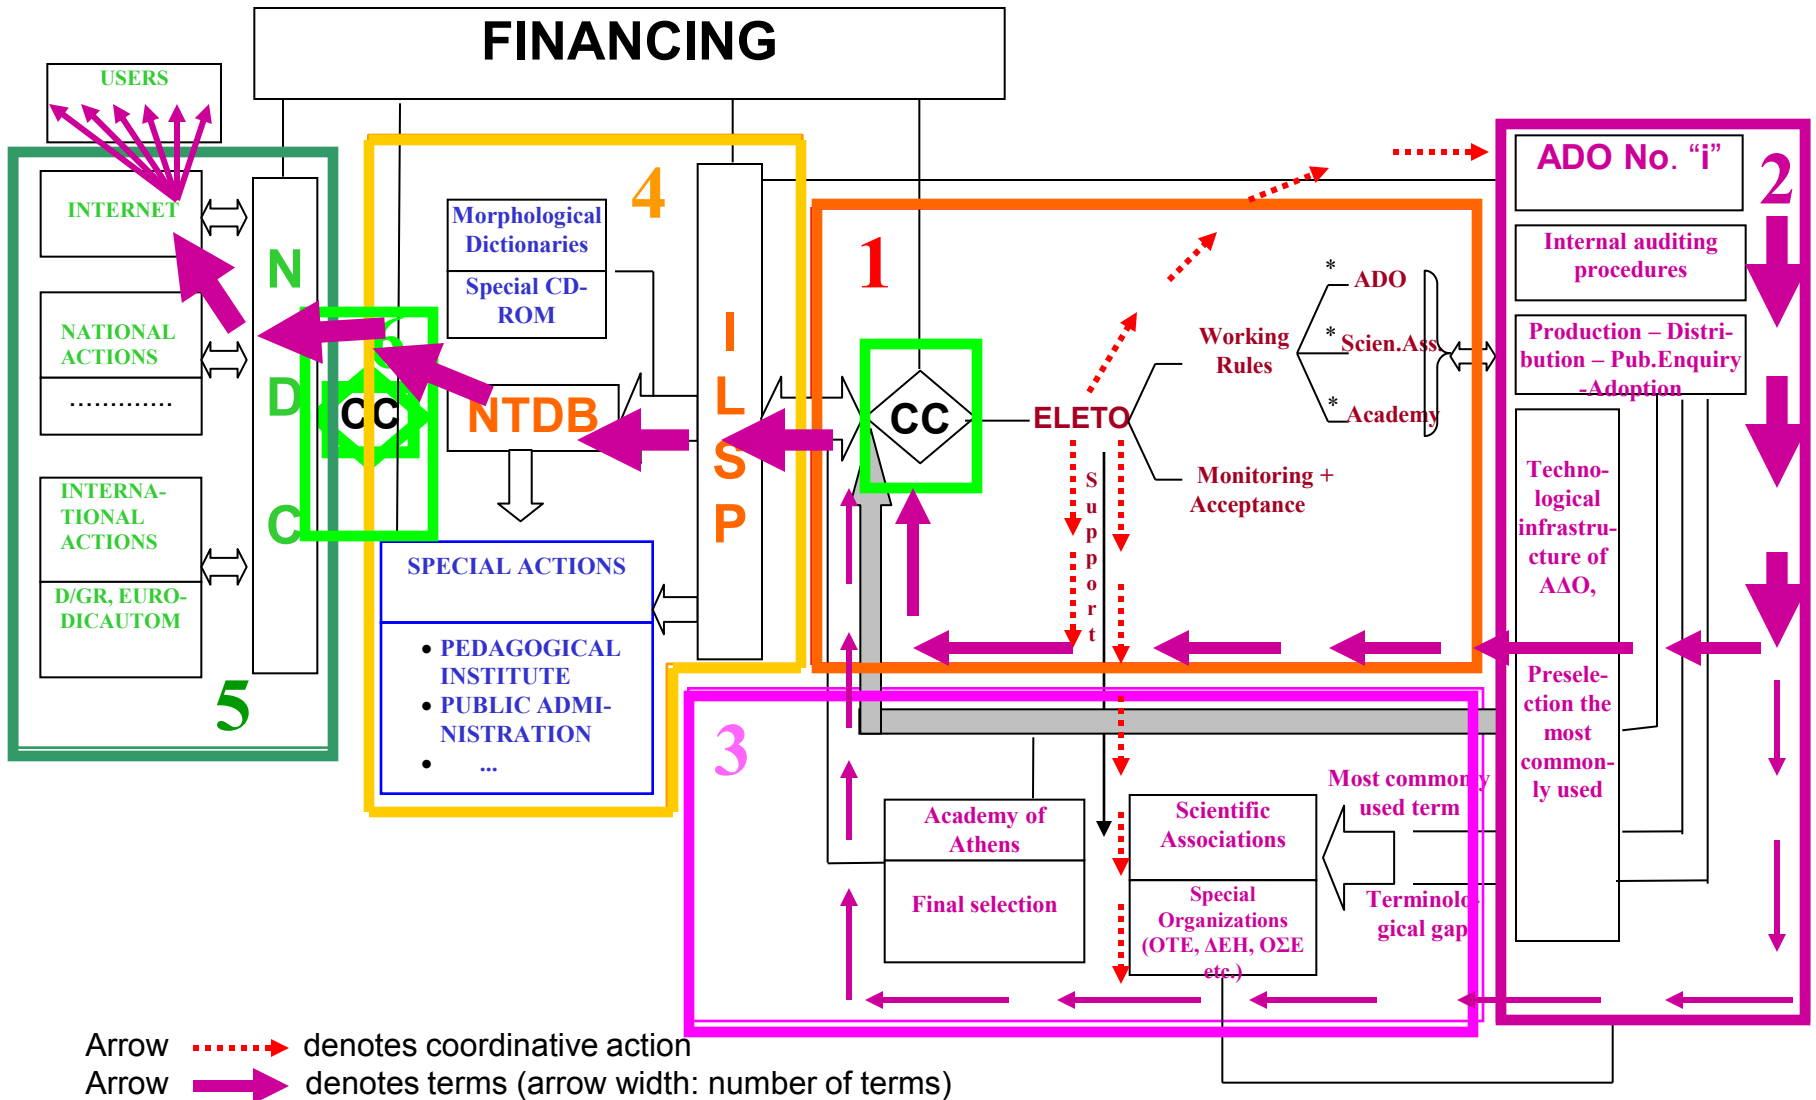 FINANCING
USERS
INTERNET
NATIONAL
ACTIONS
.............
INTERNA-
TIONAL
ACTIONS
D/GR, EURO-
DICAUTOM
5
N
I
D
C
6
CC
4
Morphological
Dictionaries
Special CD-
ROM
NTDB
SPECIAL ACTIONS
• PEDAGOGICAL
INSTITUTE
• PUBLIC ADMI-
NISTRATION
• ...
I
L
S
P
1
CC
ELETO
Working
Rules
* ADO
* Scien.Ass.
* Academy
Monitoring +
Acceptance
S
u
p
p
o
r
t
2
ADO No. “i”
Internal auditing
procedures
Production – Distri-
bution – Pub.Enquiry
-Adoption
Techno-
logical
infrastru-
cture of
ΑΔΟ,
Presele-
ction the
most
common-
ly used
3
Academy of
Athens
Final selection
Scientific
Associations
Special
Organizations
(ΟΤΕ, ΔΕΗ, ΟΣΕ
etc.)
Most commonly
used term
Terminolo-
gical gap
Arrow denotes coordinative action
Arrow denotes terms (arrow width: number of terms)